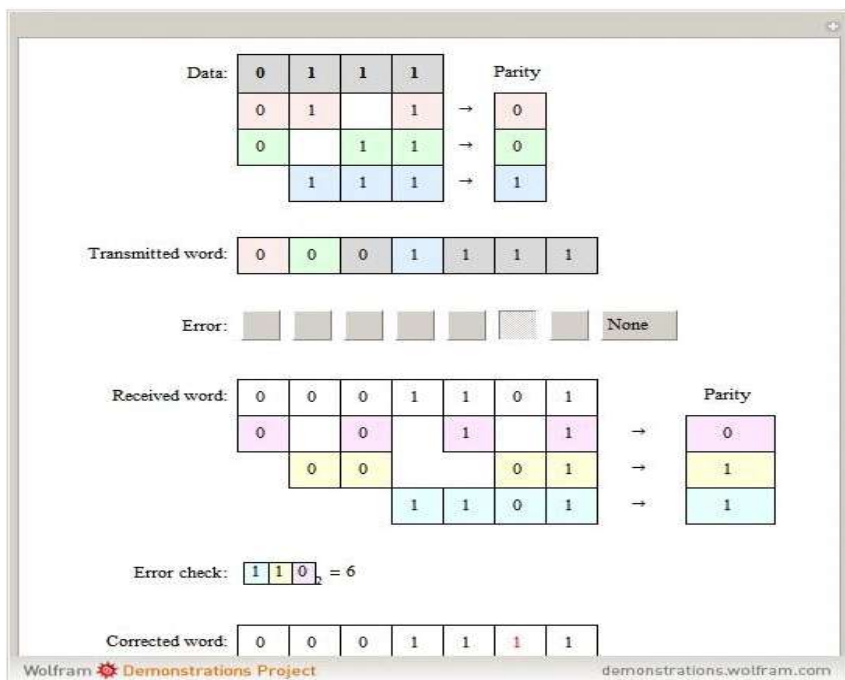 Data: 0 1 1 1 Parity
0 1 1 → 0
0 1 1 → 0
1 1 1 → 1
Transmitted word: 0 0 0 1 1 1 1
Error: None
Received word: 0 0 0 1 1 0 1 Parity
0 0 1 1 → 0
0 0 0 1 → 1
1 1 0 1 → 1
Error check: 1 1 0 2 = 6
Corrected word: 0 0 0 1 1 1 1
Wolfram Demonstrations Project demonstrations.wolfram.com